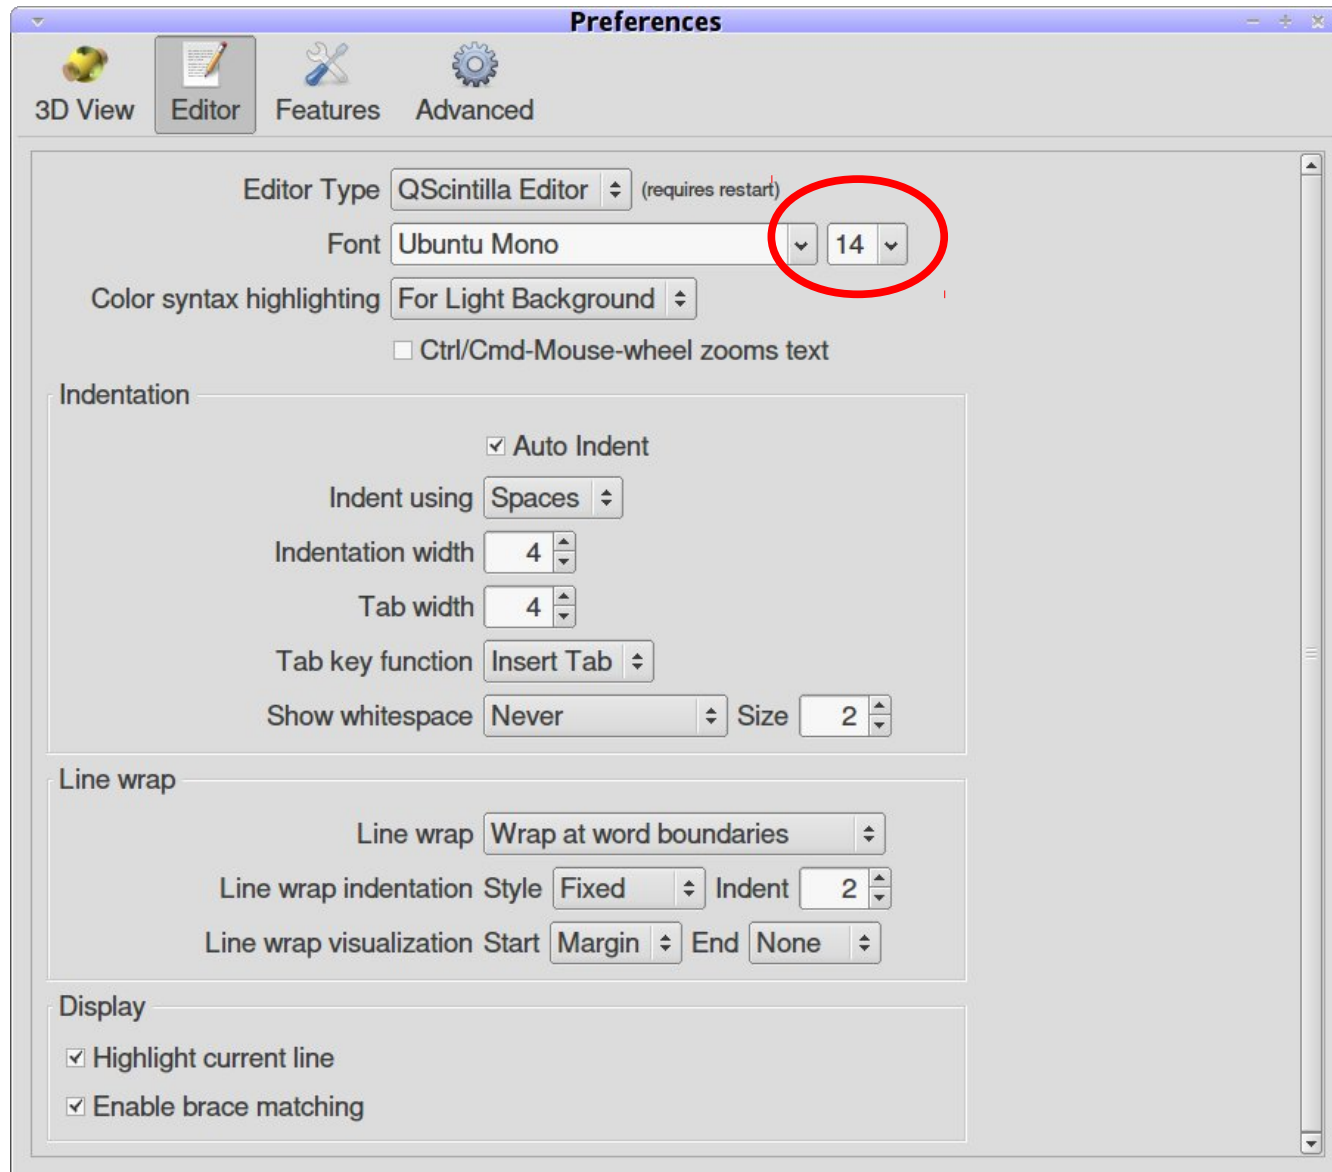 Preferences
3D View Editor Features Advanced
Editor Type QScintilla Editor (requires restart)
Font Ubuntu Mono 14
Color syntax highlighting For Light Background
Ctrl/Cmd-Mouse-wheel zooms text
Indentation
Auto Indent
Indent using Spaces
Indentation width 4
Tab width 4
Tab key function Insert Tab
Show whitespace Never Size 2
Line wrap
Line wrap Wrap at word boundaries
Line wrap indentation Style Fixed Indent 2
Line wrap visualization Start Margin End None
Display
Highlight current line
Enable brace matching